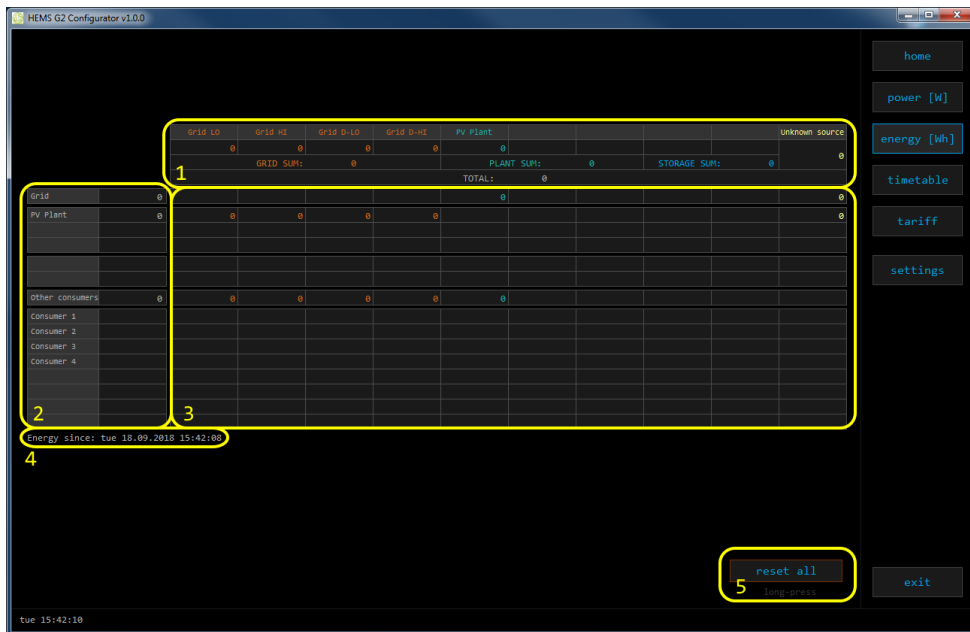 HEMS G2 Configurator v1.0.0
home
power [W]
Grid LO Grid HI Grid D-LO Grid D-HI PV Plant Unknown source
energy [Wh]
0 0 0 0 0
0
GRID SUM: 0 PLANT SUM: 0 STORAGE SUM: 0
1
TOTAL: 0
timetable
Grid 0 0 0
PV Plant 0 0 0 0 0 0
tariff
settings
Other consumers 0 0 0 0 0 0
Consumer 1
Consumer 2
Consumer 3
Consumer 4
2 3
Energy since: tue 18.09.2018 15:42:08
4
reset all
5
long-press
exit
tue 15:42:10